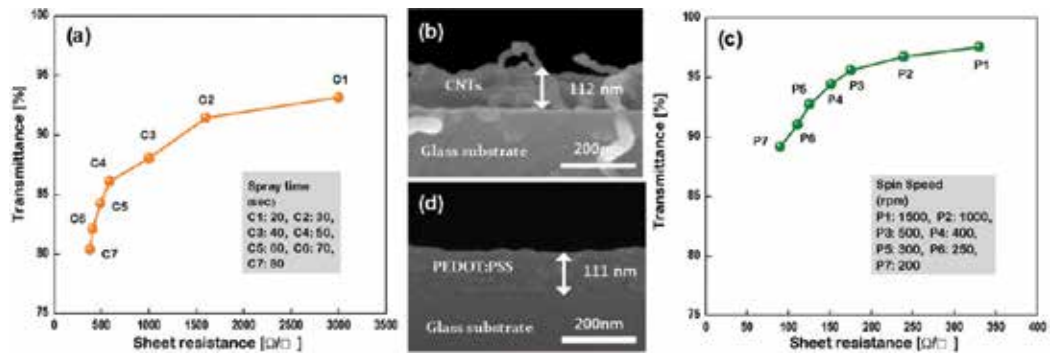 (a)
100
95
90
85
80
75
Transmittance [%]
C1
C2
C3
C4
C5
C6
C7
Spray time
(sec)
C1: 20, C2: 30,
C3: 40, C4: 50,
C5: 60, C6: 70,
C7: 80
0 500 1000 1500 2000 2500 3000 3500
Sheet resistance [Ω/□]
(b)
CNTs
112 nm
Glass substrate
200nm
(d)
PEDOT:PSS
111 nm
Glass substrate
200nm
(c)
100
95
90
85
80
75
Transmittance [%]
P1
P2
P3
P4
P5
P6
P7
Spin Speed
(rpm)
P1: 1500, P2: 1000,
P3: 500, P4: 400,
P5: 300, P6: 250,
P7: 200
0 50 100 150 200 250 300 350 400
Sheet resistance [Ω/□]